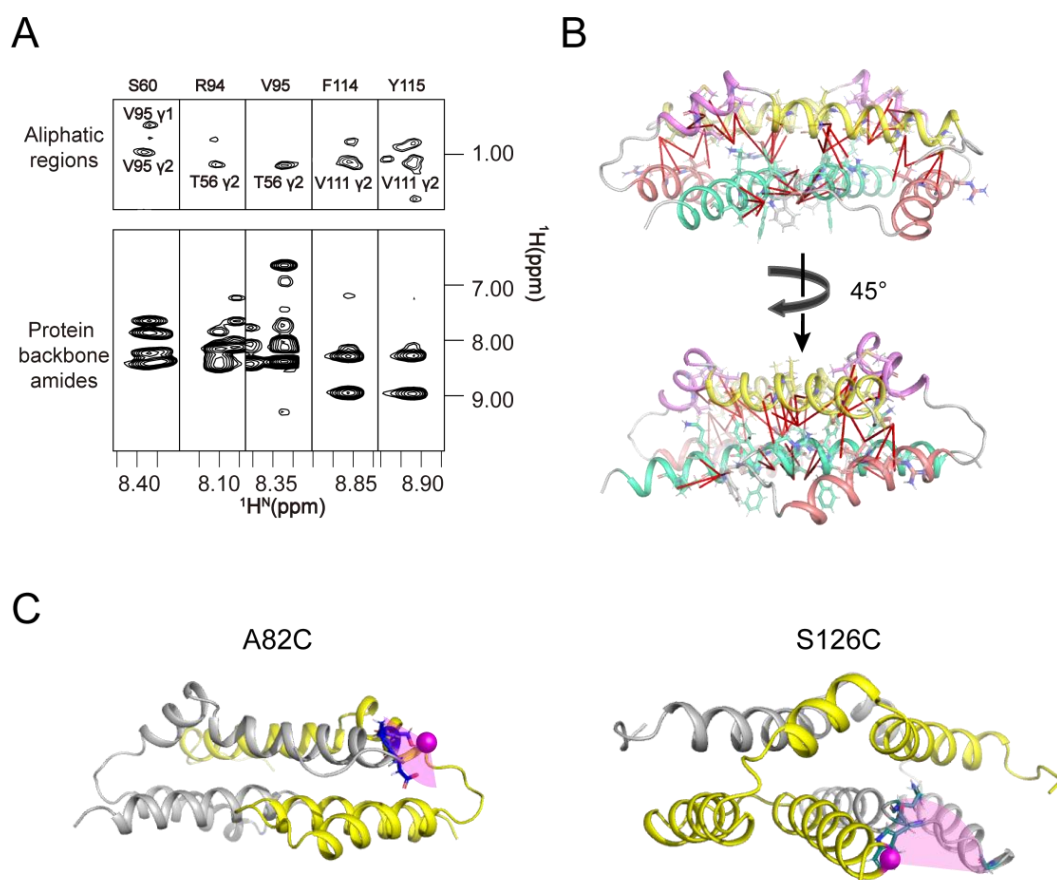 A
B
S60 R94 V95 F114 Y115
Aliphatic
regions
V95 γ1
V95 γ2
T56 γ2
T56 γ2
V111 γ2
V111 γ2
1.00
¹H(ppm)
Protein
backbone
amides
7.00
8.00
9.00
8.40 8.10 8.35 8.85 8.90
¹Hᴺ(ppm)
45°
C
A82C
S126C